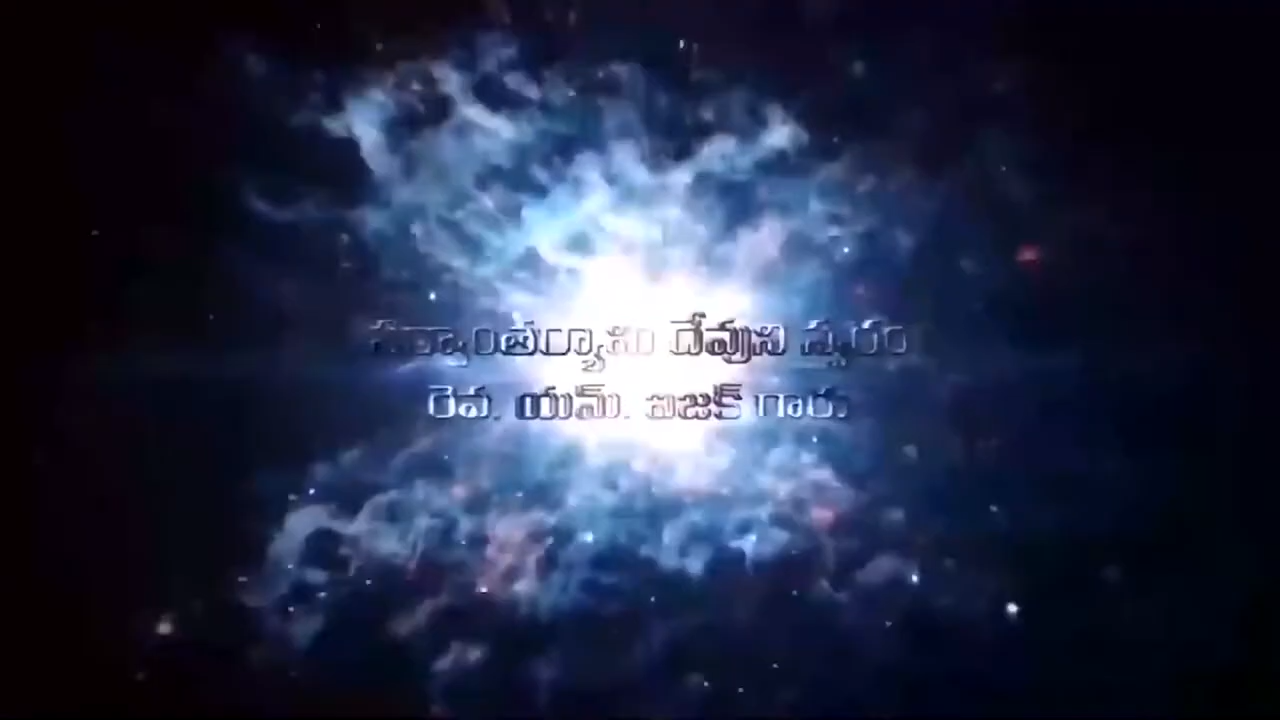 సర్వాంతర్యామి దేవుని స్వరం
రెవ. యమ్. ఐజక్ గారు